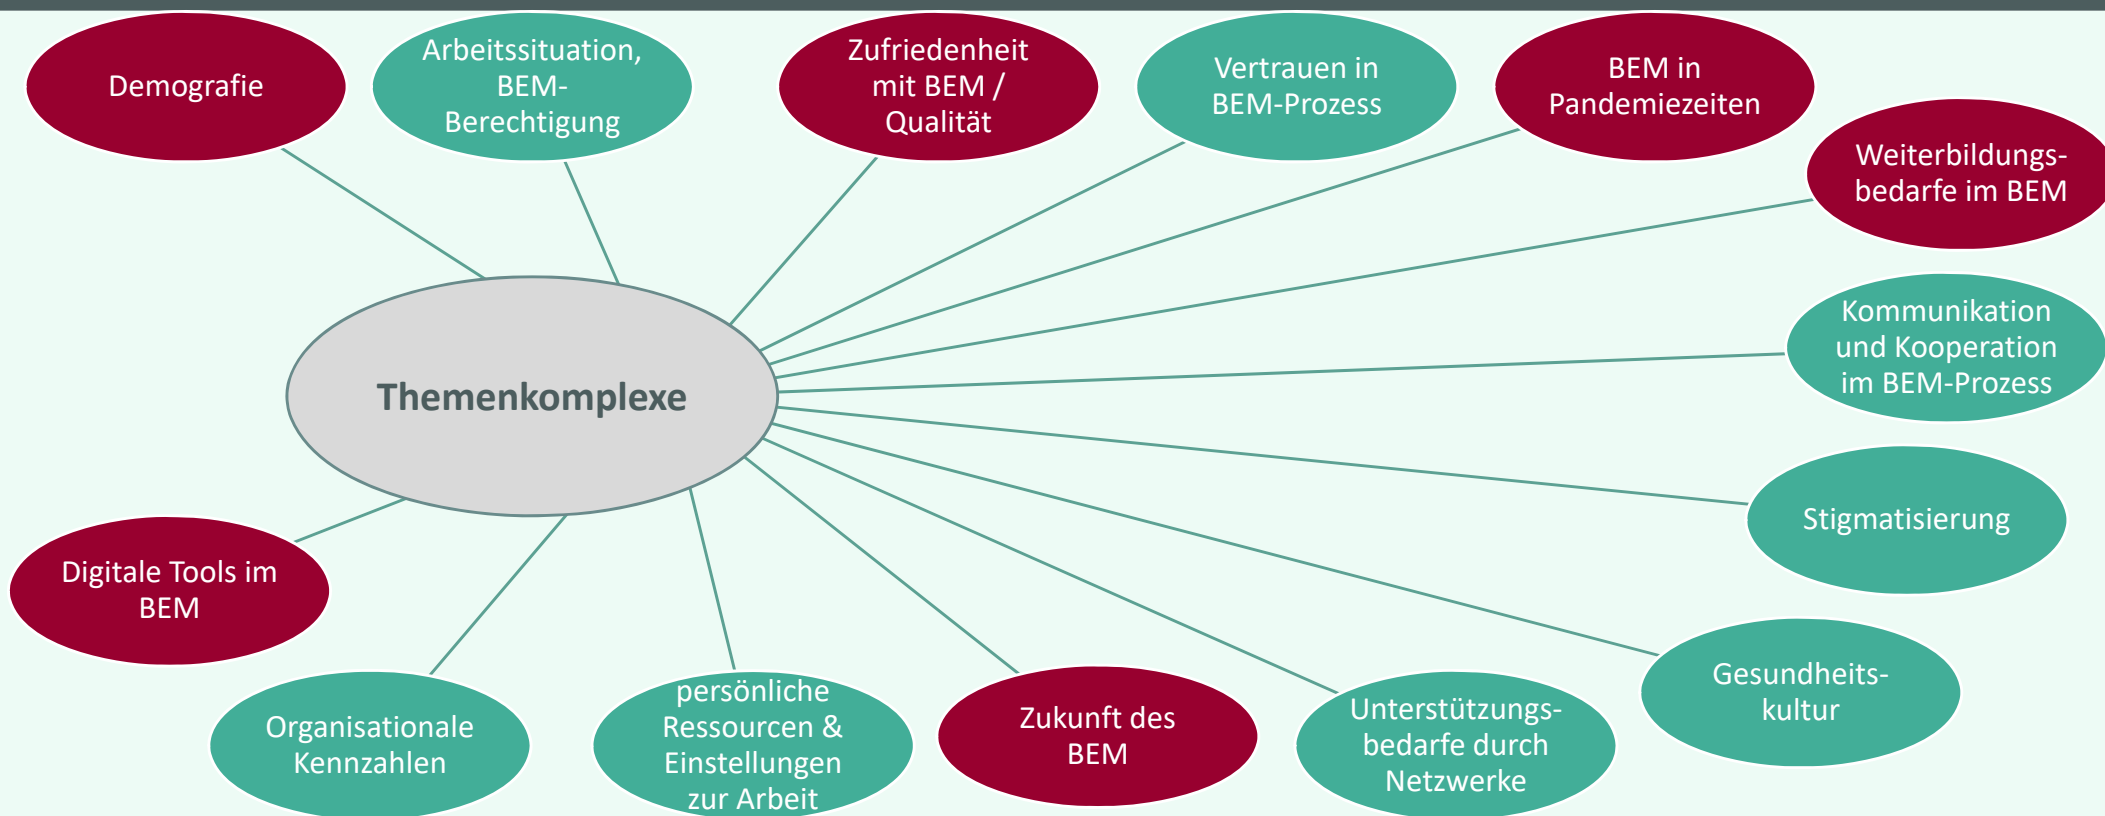 Demografie
Arbeitssituation,
BEM-
Berechtigung
Zufriedenheit
mit BEM /
Qualität
Vertrauen in
BEM-Prozess
BEM in
Pandemiezeiten
Weiterbildungs-
bedarfe im BEM
Kommunikation
und Kooperation
im BEM-Prozess
Themenkomplexe
Stigmatisierung
Digitale Tools im
BEM
Organisationale
Kennzahlen
persönliche
Ressourcen &
Einstellungen
zur Arbeit
Zukunft des
BEM
Unterstützungs-
bedarfe durch
Netzwerke
Gesundheits-
kultur